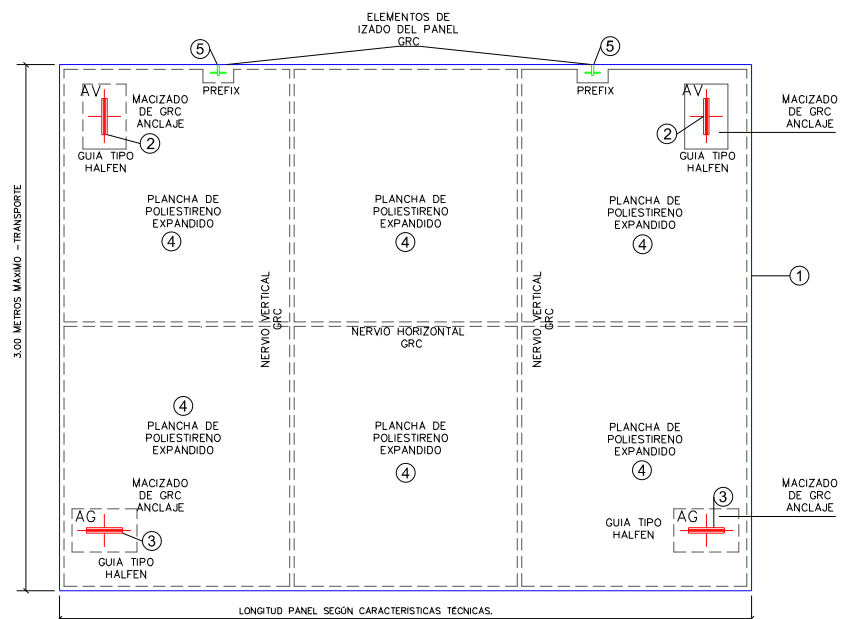 ELEMENTOS DE
IZADO DEL PANEL
GRC
5
5
PREFIX
PREFIX
AV
MACIZADO
DE GRC
ANCLAJE
2
GUIA TIPO
HALFEN
AV
2
GUIA TIPO
HALFEN
MACIZADO
DE GRC
ANCLAJE
PLANCHA DE
POLIESTIRENO
EXPANDIDO
4
PLANCHA DE
POLIESTIRENO
EXPANDIDO
4
PLANCHA DE
POLIESTIRENO
EXPANDIDO
4
1
3.00 METROS MÁXIMO -TRANSPORTE
NERVIO VERTICAL
GRC
NERVIO HORIZONTAL
GRC
NERVIO VERTICAL
GRC
4
PLANCHA DE
POLIESTIRENO
EXPANDIDO
PLANCHA DE
POLIESTIRENO
EXPANDIDO
4
PLANCHA DE
POLIESTIRENO
EXPANDIDO
4
MACIZADO
DE GRC
ANCLAJE
AG
3
GUIA TIPO
HALFEN
AG
3
GUIA TIPO
HALFEN
MACIZADO
DE GRC
ANCLAJE
LONGITUD PANEL SEGÚN CARACTERÍSTICAS TÉCNICAS.